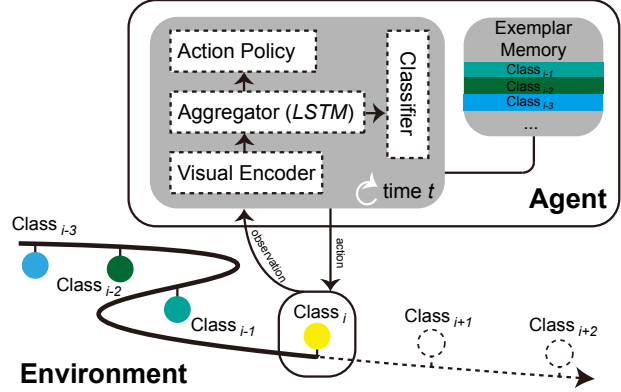 Action Policy
Aggregator (LSTM)
Visual Encoder
Classifier
time t
Exemplar
Memory
Class i-1
Class i-2
Class i-3
...
Agent
observation
action
Class i-3
Class i-2
Class i-1
Class i
Class i+1
Class i+2
Environment